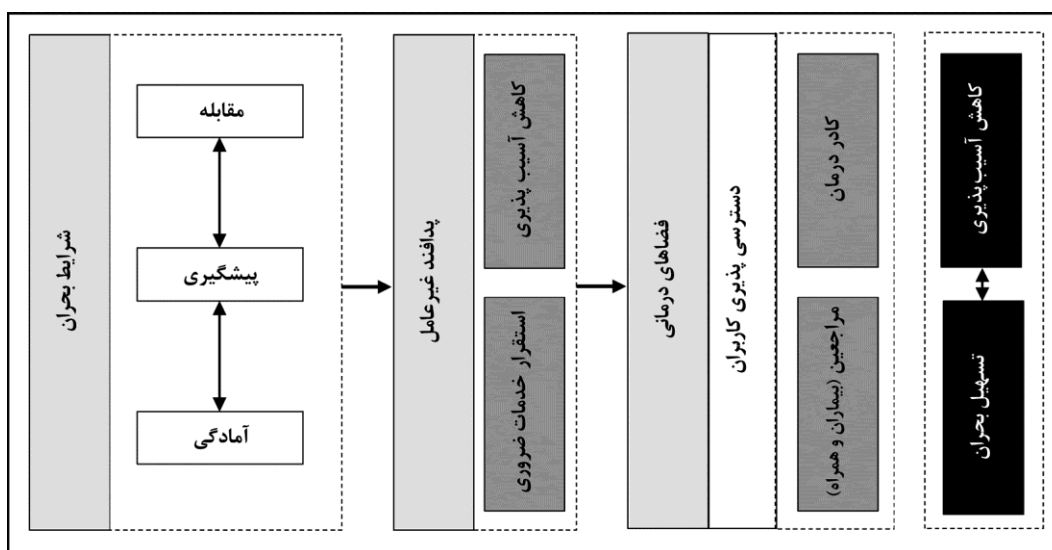 شرایط بحران
مقابله
پیشگیری
آمادگی
پدافند غیرعامل
کاهش آسیب پذیری
استقرار خدمات ضروری
فضاهای درمانی
دسترسی پذیری کاربران
کادر درمان
مراجعین (بیماران و همراه)
کاهش آسیب‌پذیری
تسهیل بحران